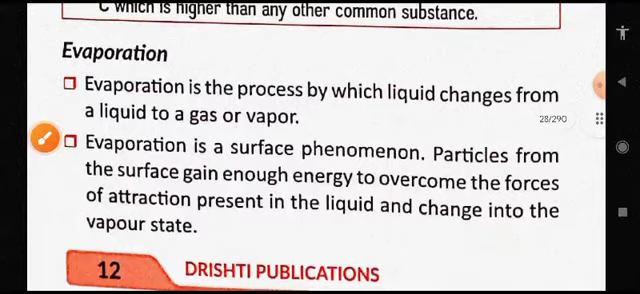 C which is higher than any other common substance.
Evaporation
Evaporation is the process by which liquid changes from
a liquid to a gas or vapor.
28/290
Evaporation is a surface phenomenon. Particles from
the surface gain enough energy to overcome the forces
of attraction present in the liquid and change into the
vapour state.
12 DRISHTI PUBLICATIONS